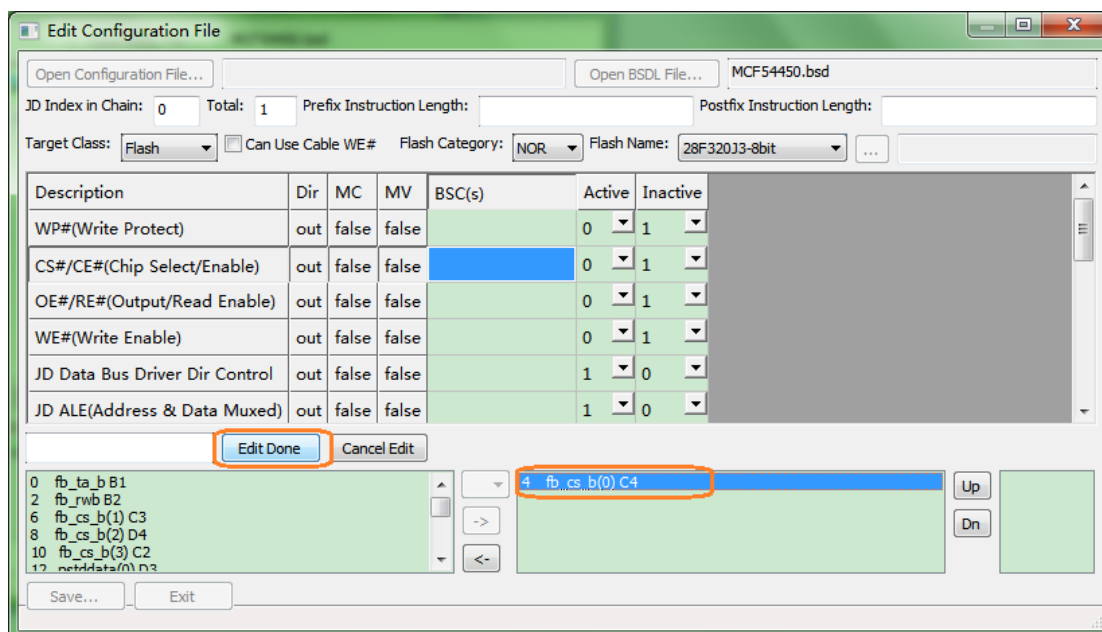 Edit Configuration File
Open Configuration File... Open BSDL File... MCF54450.bsd
JD Index in Chain: 0 Total: 1 Prefix Instruction Length: Postfix Instruction Length:
Target Class: Flash Can Use Cable WE# Flash Category: NOR Flash Name: 28F320J3-8bit ...
Description Dir MC MV BSC(s) Active Inactive
WP#(Write Protect) out false false 0 1
CS#/CE#(Chip Select/Enable) out false false 0 1
OE#/RE#(Output/Read Enable) out false false 0 1
WE#(Write Enable) out false false 0 1
JD Data Bus Driver Dir Control out false false 1 0
JD ALE(Address & Data Muxed) out false false 1 0
Edit Done Cancel Edit
0 fb_ta_b B1
2 fb_rwb B2
6 fb_cs_b(1) C3
8 fb_cs_b(2) D4
10 fb_cs_b(3) C2
12 pstddata(0) D3
->
<-
4 fb_cs_b(0) C4
Up
Dn
Save... Exit